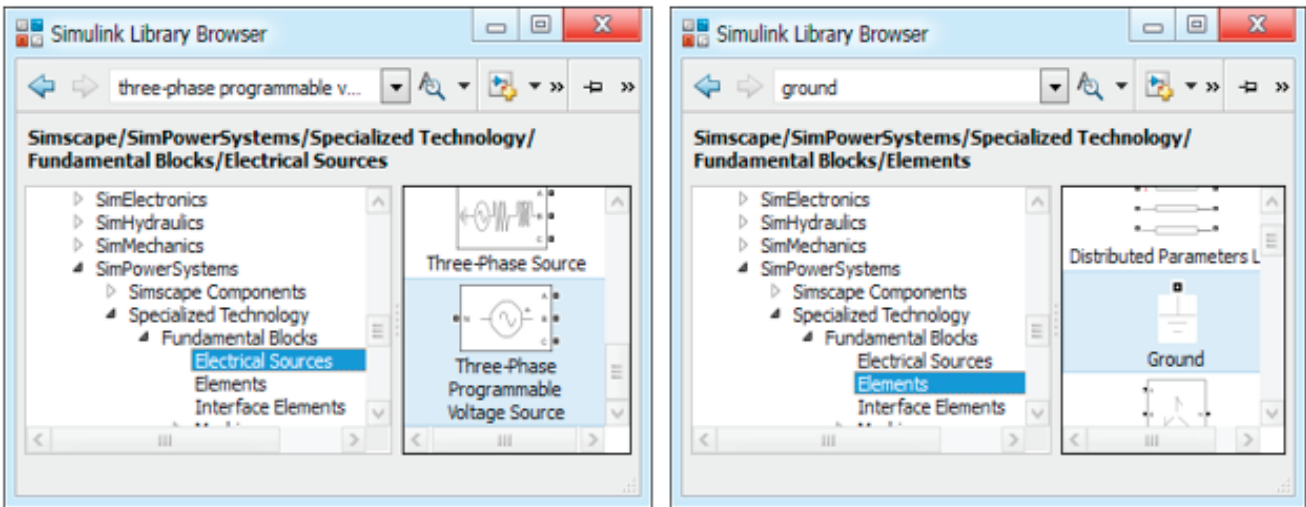 Simulink Library Browser
three-phase programmable v...
Simscape/SimPowerSystems/Specialized Technology/
Fundamental Blocks/Electrical Sources
SimElectronics
SimHydraulics
SimMechanics
SimPowerSystems
Simscape Components
Specialized Technology
Fundamental Blocks
Electrical Sources
Elements
Interface Elements
A
B
C
Three-Phase Source
N
A
B
C
Three-Phase
Programmable
Voltage Source
Simulink Library Browser
ground
Simscape/SimPowerSystems/Specialized Technology/
Fundamental Blocks/Elements
SimElectronics
SimHydraulics
SimMechanics
SimPowerSystems
Simscape Components
Specialized Technology
Fundamental Blocks
Electrical Sources
Elements
Interface Elements
Distributed Parameters L
Ground